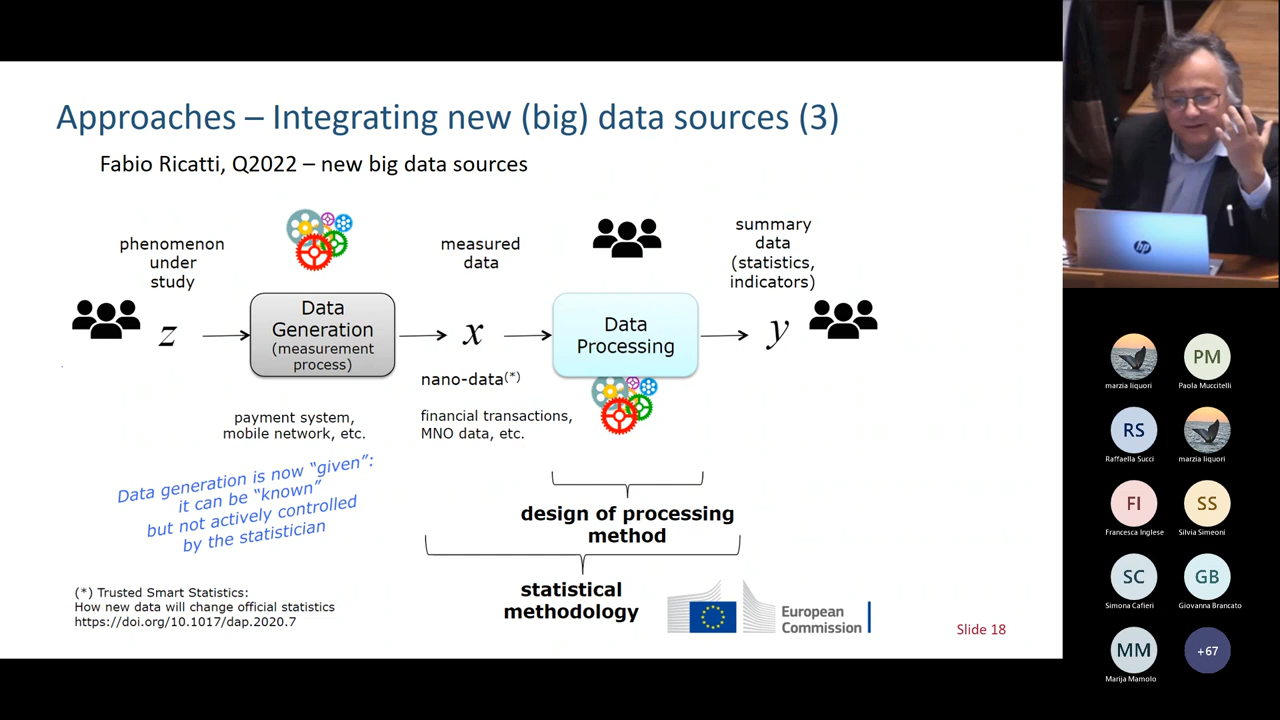 Approaches – Integrating new (big) data sources (3)
Fabio Ricatti, Q2022 – new big data sources
phenomenon
under
study
measured
data
summary
data
(statistics,
indicators)
z
Data
Generation
(measurement
process)
x
Data
Processing
y
nano-data(*)
payment system,
mobile network, etc.
financial transactions,
MNO data, etc.
Data generation is now “given”:
it can be “known”
but not actively controlled
by the statistician
design of processing
method
statistical
methodology
(*) Trusted Smart Statistics:
How new data will change official statistics
https://doi.org/10.1017/dap.2020.7
European
Commission
Slide 18
hp
marzia liquori
PM
Paola Muccitelli
RS
Raffaella Succi
marzia liquori
FI
Francesca Inglese
SS
Silvia Simeoni
SC
Simona Cafieri
GB
Giovanna Brancato
MM
Marija Mamolo
+67